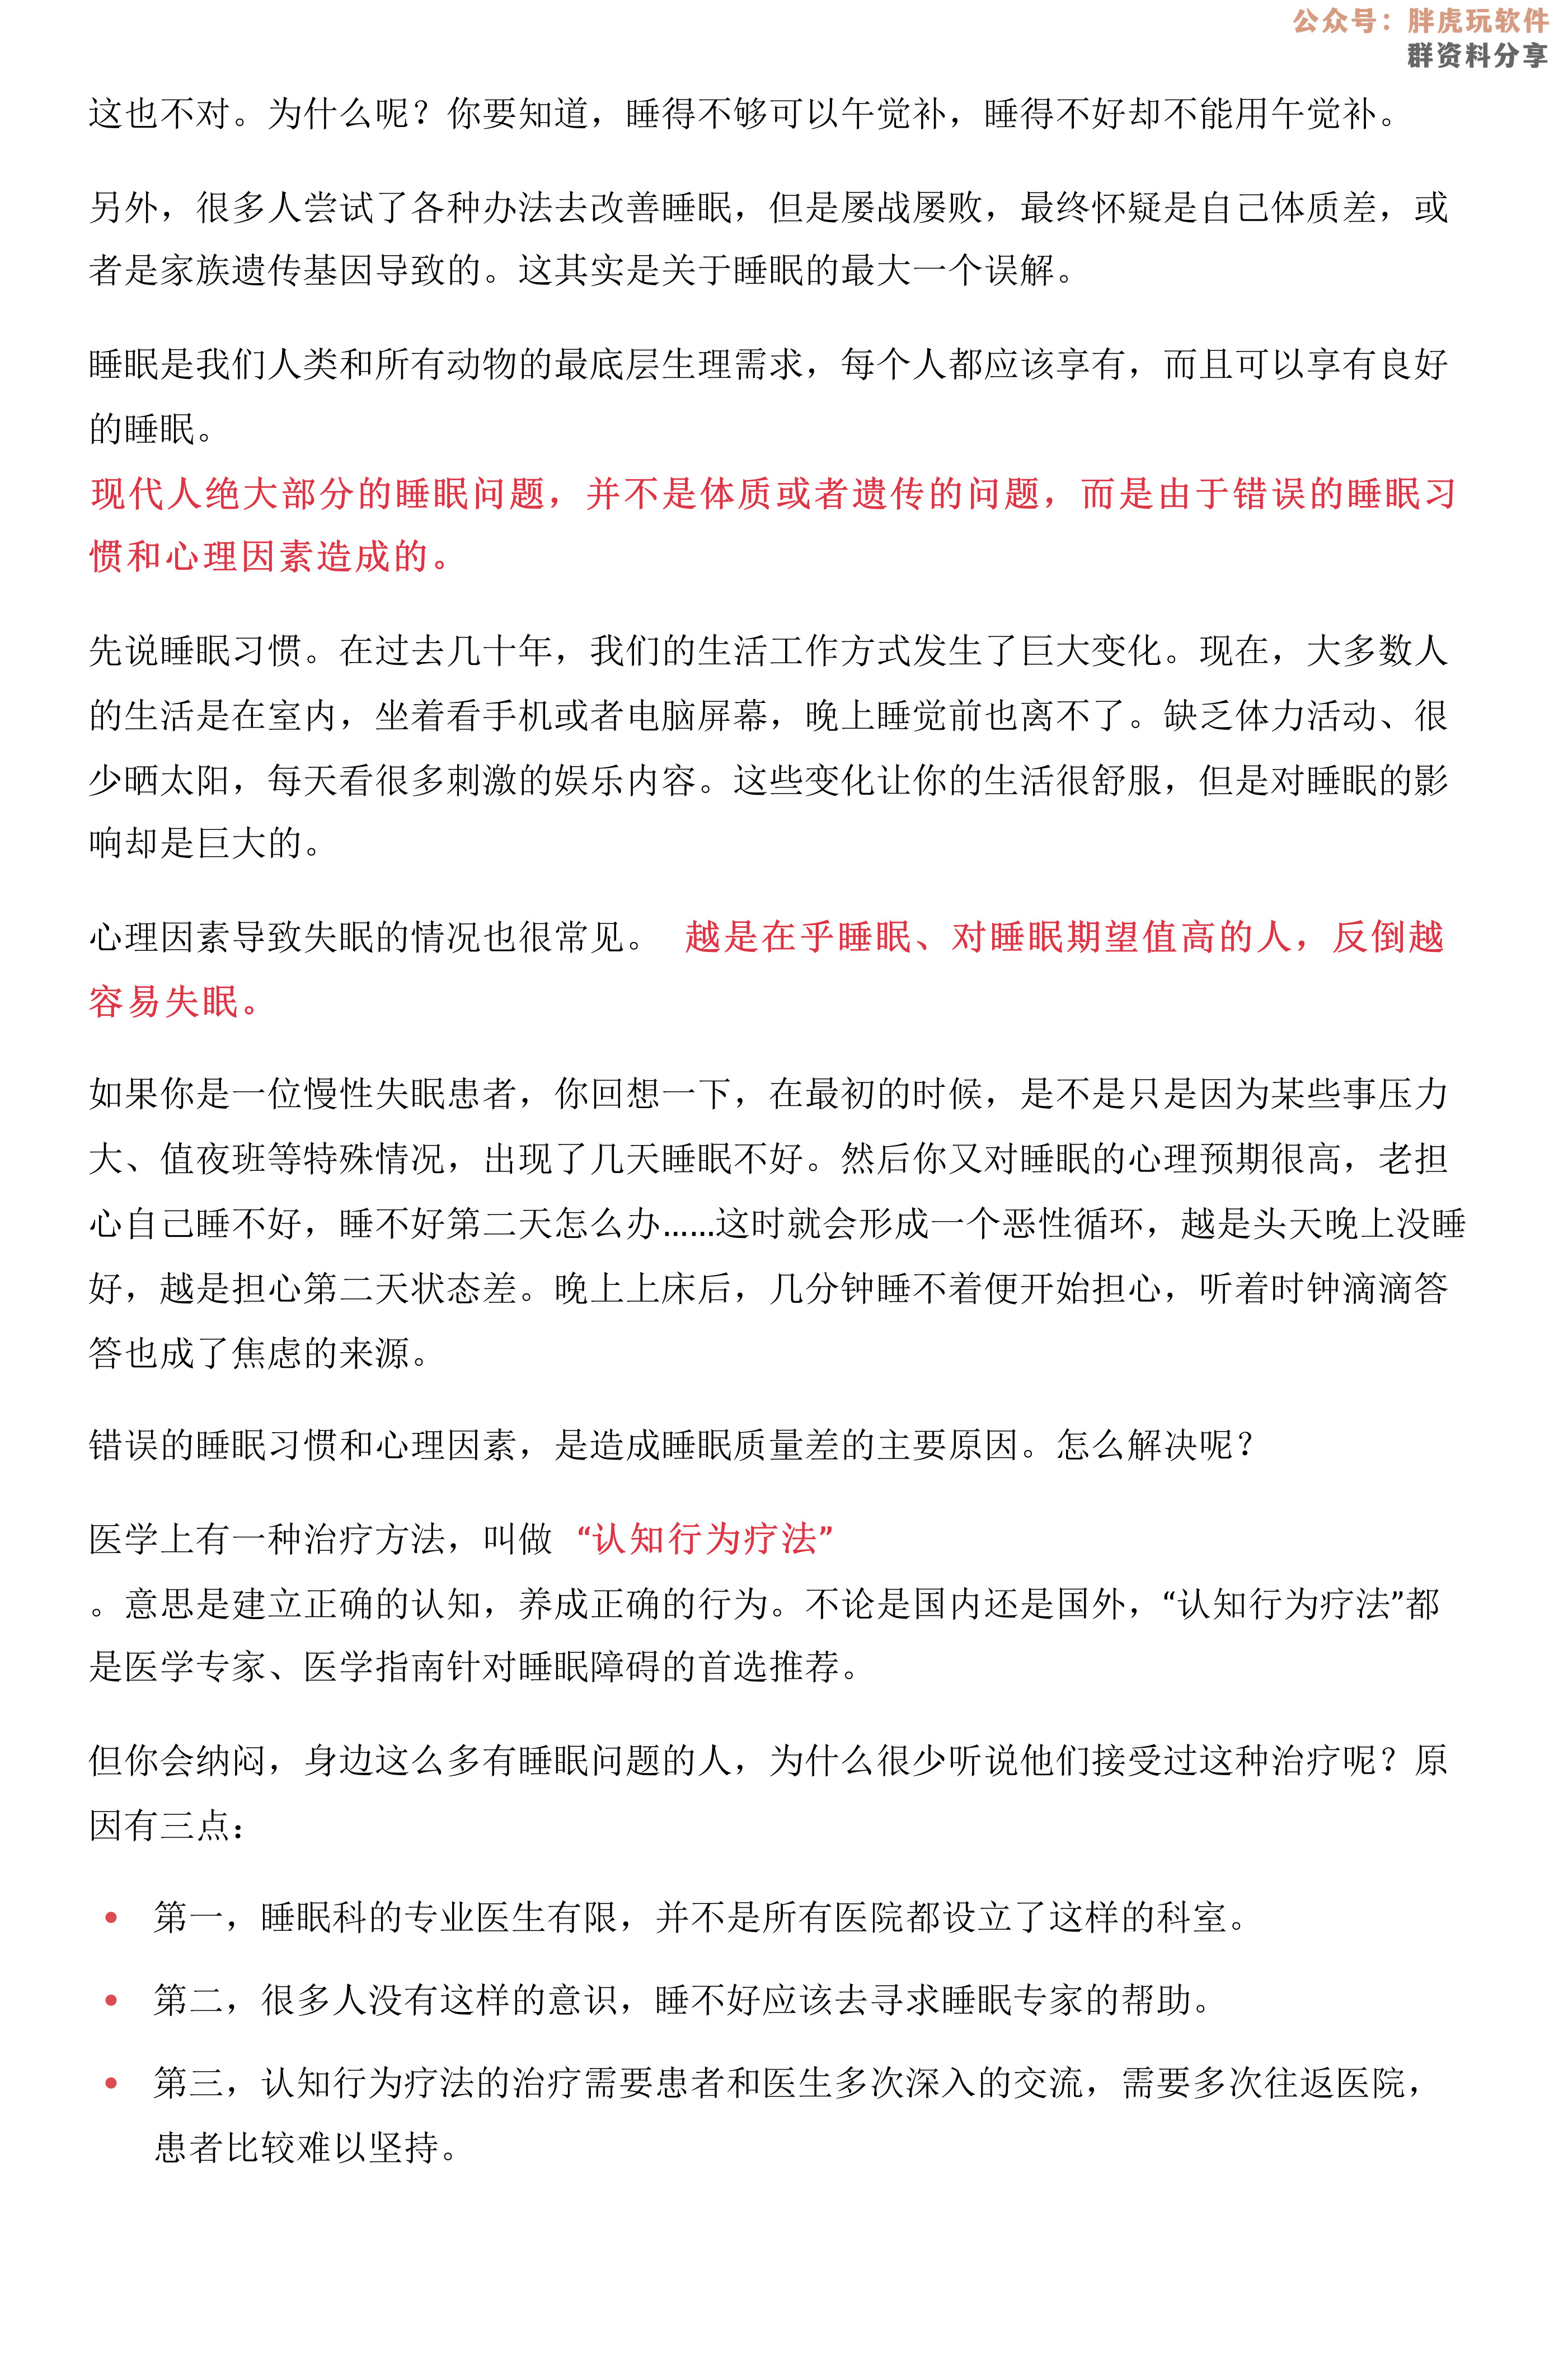 公众号：胖虎玩软件
群资料分享
这也不对。为什么呢？你要知道，睡得不够可以午觉补，睡得不好却不能用午觉补。
另外，很多人尝试了各种办法去改善睡眠，但是屡战屡败，最终怀疑是自己体质差，或
者是家族遗传基因导致的。这其实是关于睡眠的最大一个误解。
睡眠是我们人类和所有动物的最底层生理需求，每个人都应该享有，而且可以享有良好
的睡眠。
现代人绝大部分的睡眠问题，并不是体质或者遗传的问题，而是由于错误的睡眠习
惯和心理因素造成的。
先说睡眠习惯。在过去几十年，我们的生活工作方式发生了巨大变化。现在，大多数人
的生活是在室内，坐着看手机或者电脑屏幕，晚上睡觉前也离不了。缺乏体力活动、很
少晒太阳，每天看很多刺激的娱乐内容。这些变化让你的生活很舒服，但是对睡眠的影
响却是巨大的。
心理因素导致失眠的情况也很常见。 越是在乎睡眠、对睡眠期望值高的人，反倒越
容易失眠。
如果你是一位慢性失眠患者，你回想一下，在最初的时候，是不是只是因为某些事压力
大、值夜班等特殊情况，出现了几天睡眠不好。然后你又对睡眠的心理预期很高，老担
心自己睡不好，睡不好第二天怎么办……这时就会形成一个恶性循环，越是头天晚上没睡
好，越是担心第二天状态差。晚上上床后，几分钟睡不着便开始担心，听着时钟滴滴答
答也成了焦虑的来源。
错误的睡眠习惯和心理因素，是造成睡眠质量差的主要原因。怎么解决呢？
医学上有一种治疗方法，叫做 “认知行为疗法”
。意思是建立正确的认知，养成正确的行为。不论是国内还是国外，“认知行为疗法”都
是医学专家、医学指南针对睡眠障碍的首选推荐。
但你会纳闷，身边这么多有睡眠问题的人，为什么很少听说他们接受过这种治疗呢？原
因有三点：
• 第一，睡眠科的专业医生有限，并不是所有医院都设立了这样的科室。
• 第二，很多人没有这样的意识，睡不好应该去寻求睡眠专家的帮助。
• 第三，认知行为疗法的治疗需要患者和医生多次深入的交流，需要多次往返医院，
患者比较难以坚持。